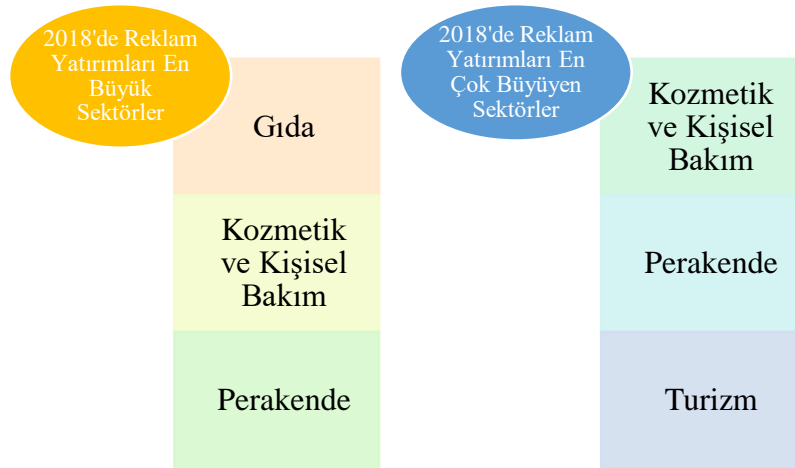 2018'de Reklam
Yatırımları En
Büyük
Sektörler
Gıda
Kozmetik
ve Kişisel
Bakım
Perakende
2018'de Reklam
Yatırımları En
Çok Büyüyen
Sektörler
Kozmetik
ve Kişisel
Bakım
Perakende
Turizm